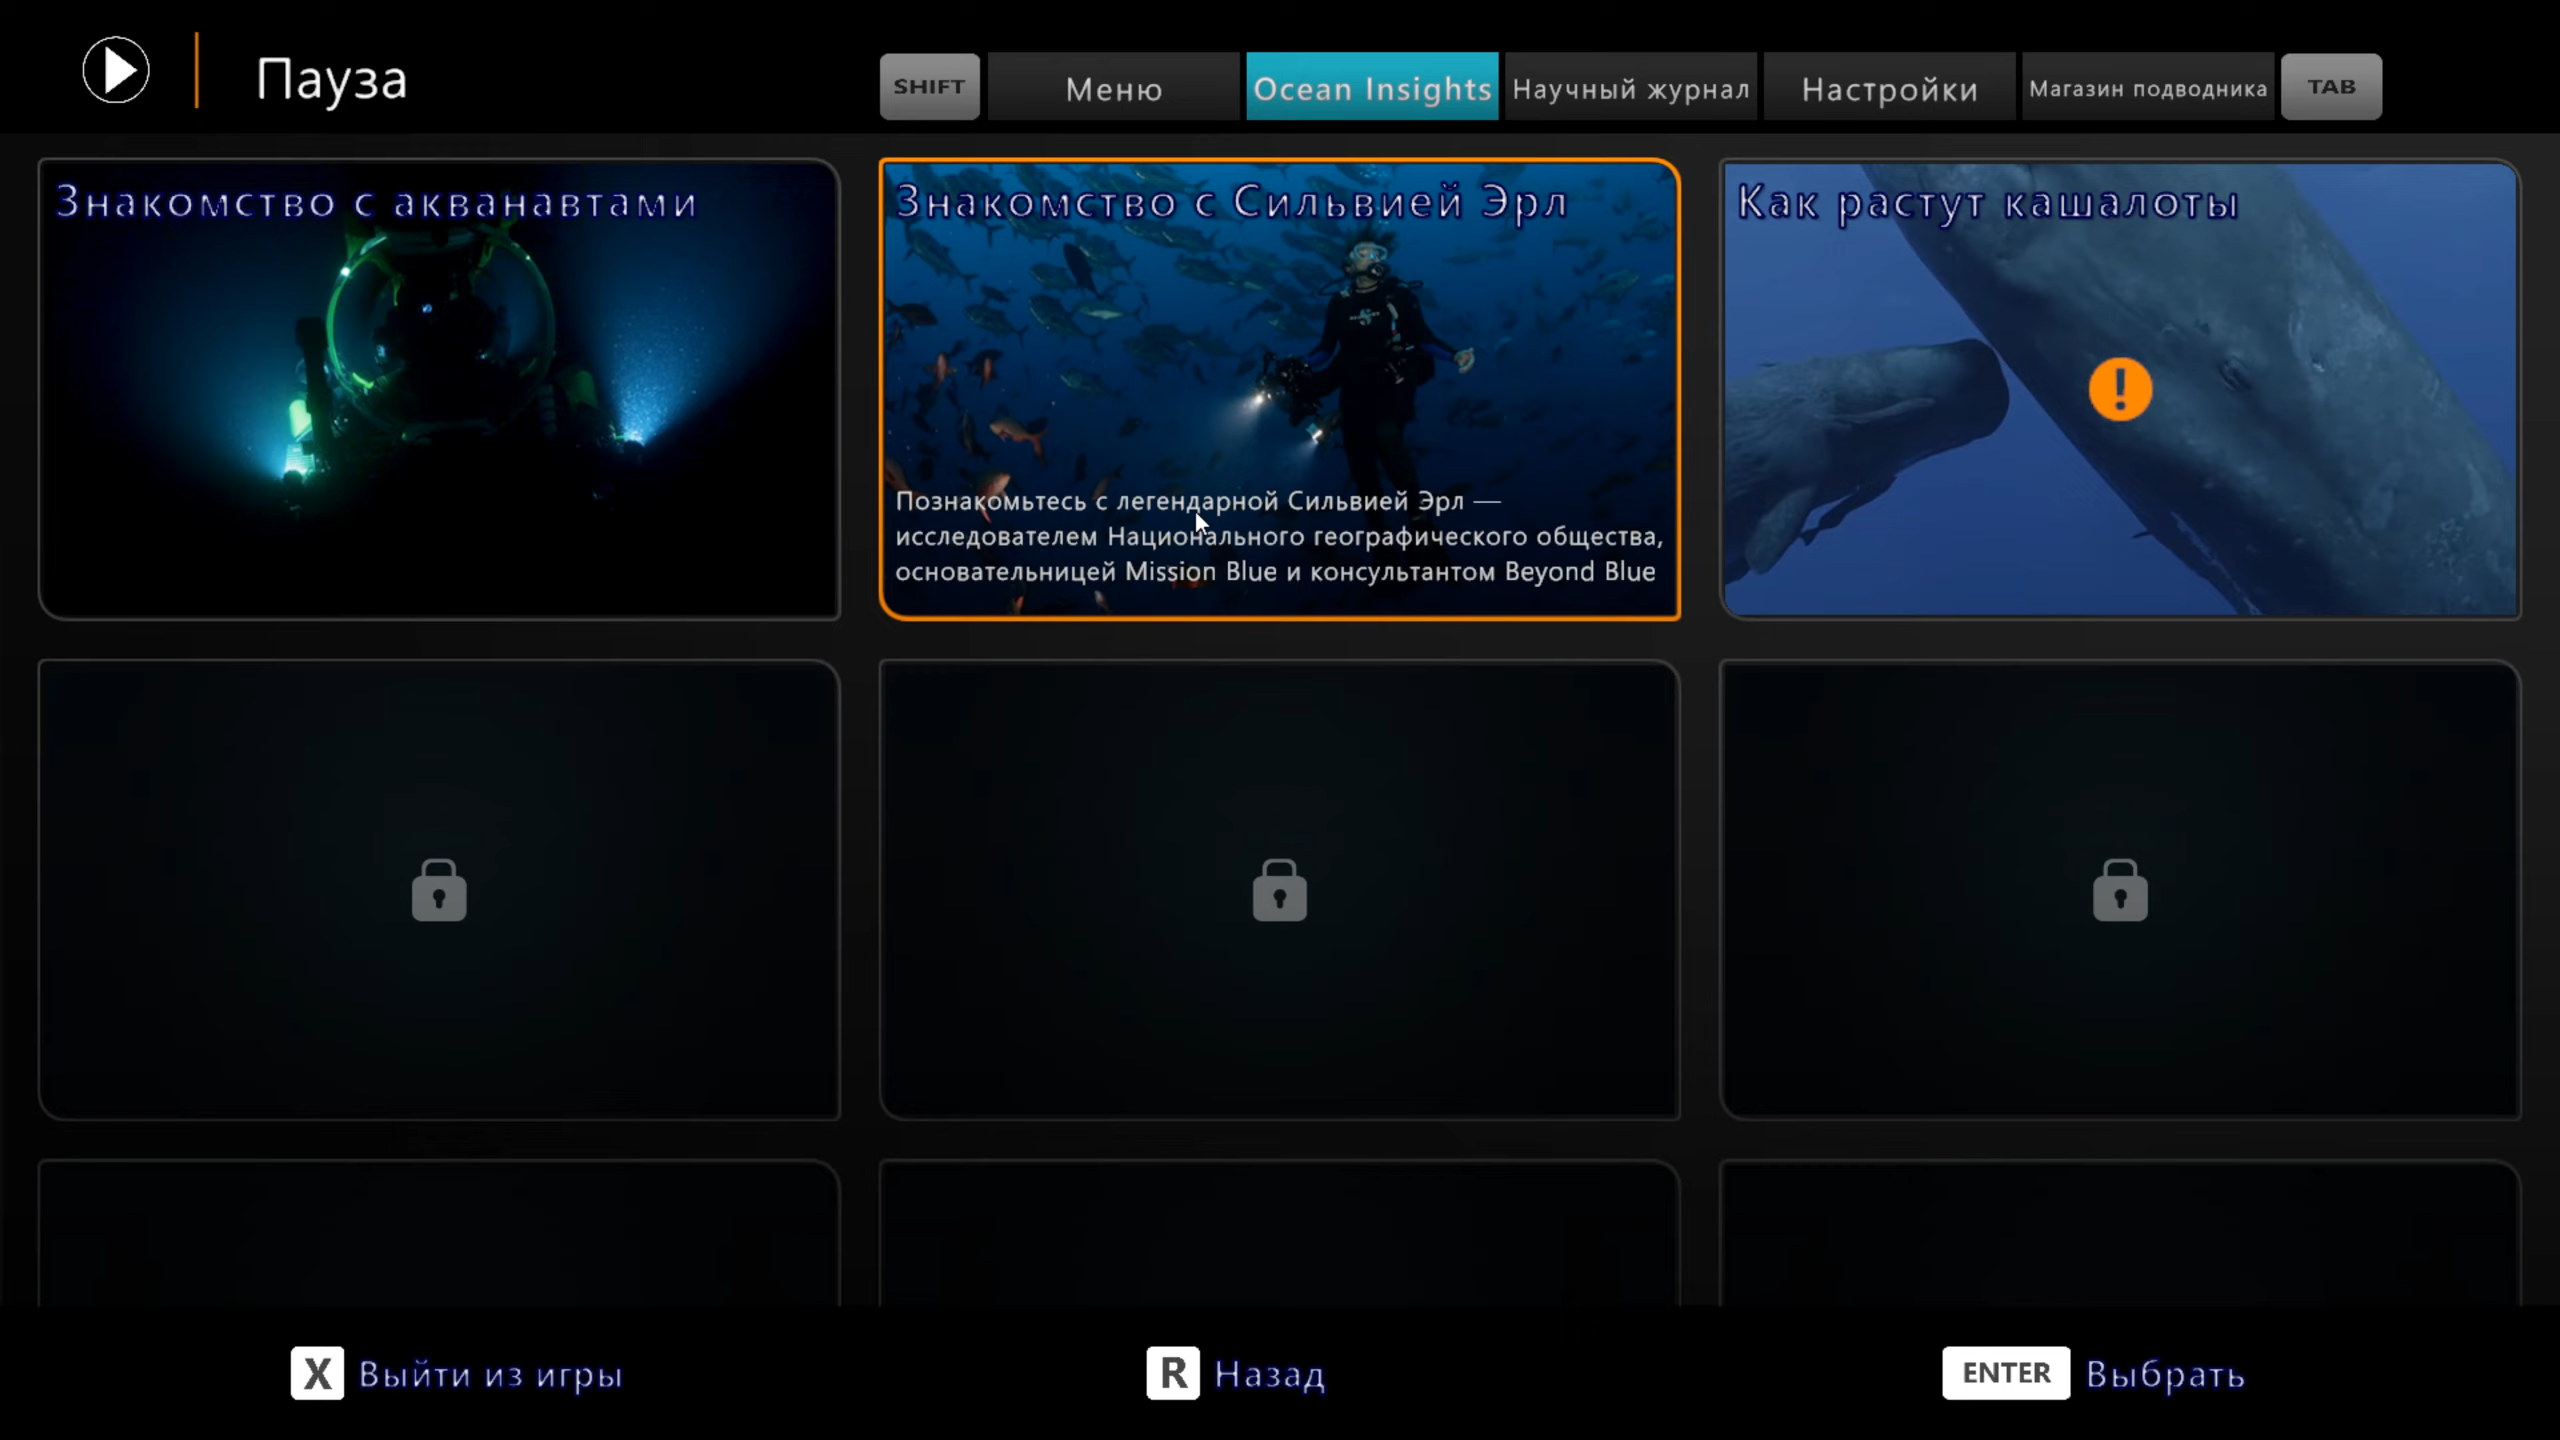 Пауза
SHIFT
Меню
Ocean Insights
Научный журнал
Настройки
Магазин подводника
TAB
Знакомство с акванавтами
Знакомство с Сильвией Эрл
Познакомьтесь с легендарной Сильвией Эрл —
исследователем Национального географического общества,
основательницей Mission Blue и консультантом Beyond Blue
Как растут кашалоты
X Выйти из игры
R Назад
ENTER Выбрать